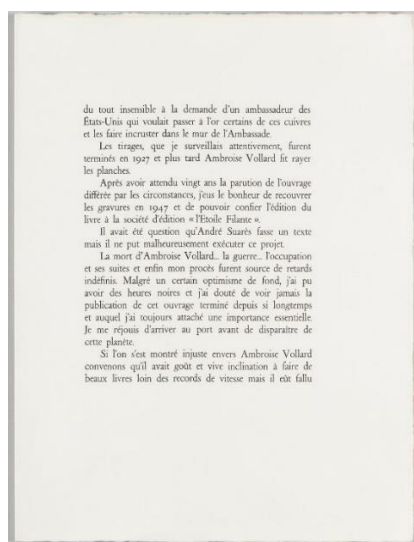 du tout insensible à la demande d'un ambassadeur des
États-Unis qui voulait passer à l'or certains de ces cuivres
et les faire incruster dans le mur de l'Ambassade.
Les tirages, que je surveillais attentivement, furent
terminés en 1927 et plus tard Ambroise Vollard fit rayer
les planches.
Après avoir attendu vingt ans la parution de l'ouvrage
différée par les circonstances, j'eus le bonheur de recouvrer
les gravures en 1947 et de pouvoir confier l'édition du
livre à la société d'édition « l'Etoile Filante ».
Il avait été question qu'André Suarès fasse un texte
mais il ne put malheureusement exécuter ce projet.
La mort d'Ambroise Vollard... la guerre... l'occupation
et ses suites et enfin mon procès furent source de retards
indéfinis. Malgré un certain optimisme de fond, j'ai pu
avoir des heures noires et j'ai douté de voir jamais la
publication de cet ouvrage terminé depuis si longtemps
et auquel j'ai toujours attaché une importance essentielle.
Je me réjouis d'arriver au port avant de disparaître de
cette planète.
Si l'on s'est montré injuste envers Ambroise Vollard
convenons qu'il avait goût et vive inclination à faire de
beaux livres loin des records de vitesse mais il eût fallu